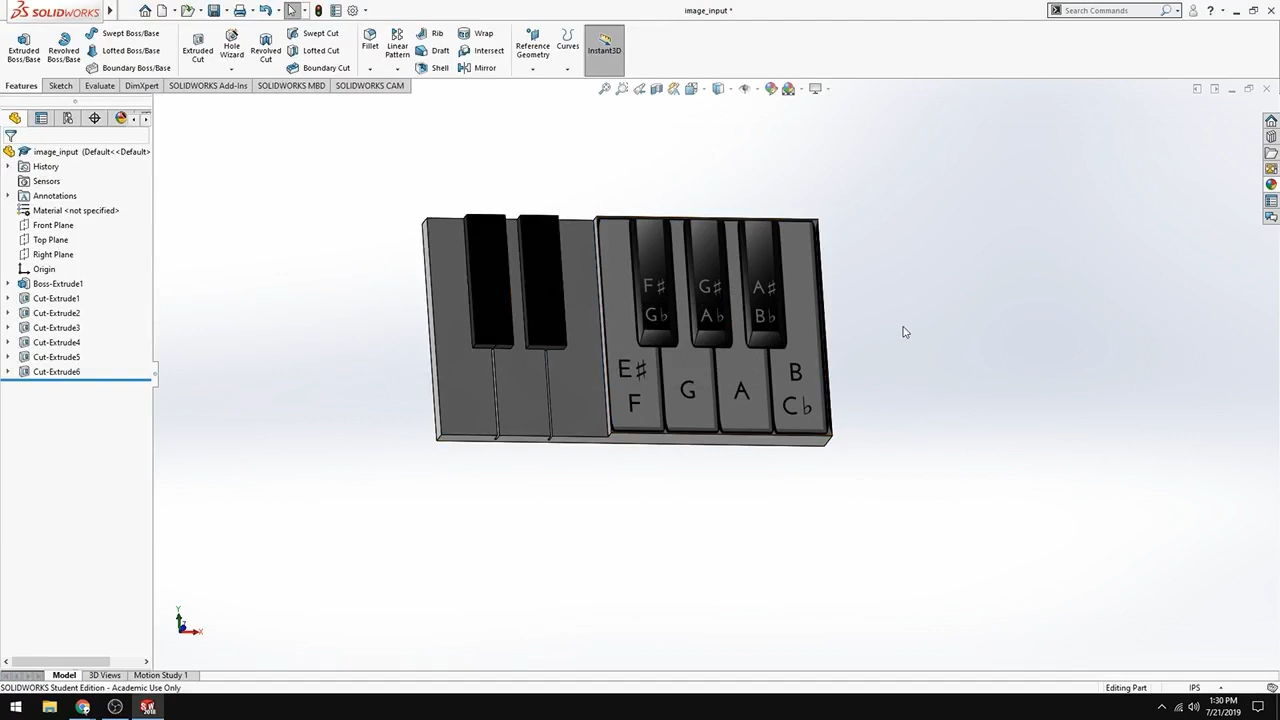 SOLIDWORKS
image_input *
Search Commands
Extruded Boss/Base
Revolved Boss/Base
Swept Boss/Base
Lofted Boss/Base
Boundary Boss/Base
Extruded Cut
Hole Wizard
Revolved Cut
Swept Cut
Lofted Cut
Boundary Cut
Fillet
Linear Pattern
Rib
Draft
Shell
Wrap
Intersect
Mirror
Reference Geometry
Curves
Instant3D
Features
Sketch
Evaluate
DimXpert
SOLIDWORKS Add-Ins
SOLIDWORKS MBD
SOLIDWORKS CAM
image_input (Default<<Default>
History
Sensors
Annotations
Material <not specified>
Front Plane
Top Plane
Right Plane
Origin
Boss-Extrude1
Cut-Extrude1
Cut-Extrude2
Cut-Extrude3
Cut-Extrude4
Cut-Extrude5
Cut-Extrude6
F♯ G♯ A♯
G♭ A♭ B♭
E♯ B
F G A C♭
Y
Z
X
Model
3D Views
Motion Study 1
SOLIDWORKS Student Edition - Academic Use Only
Editing Part
IPS
SW
2018
1:30 PM
7/21/2019